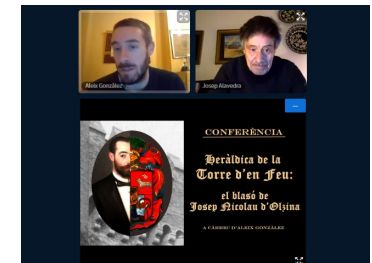 Aleix González
Josep Alavedra
CONFERÈNCIA
Heràldica de la
Torre d'en Feu:
el blasó de
Josep Nicolau d'Olzina
A CÀRREC D'ALEIX GONZÁLEZ